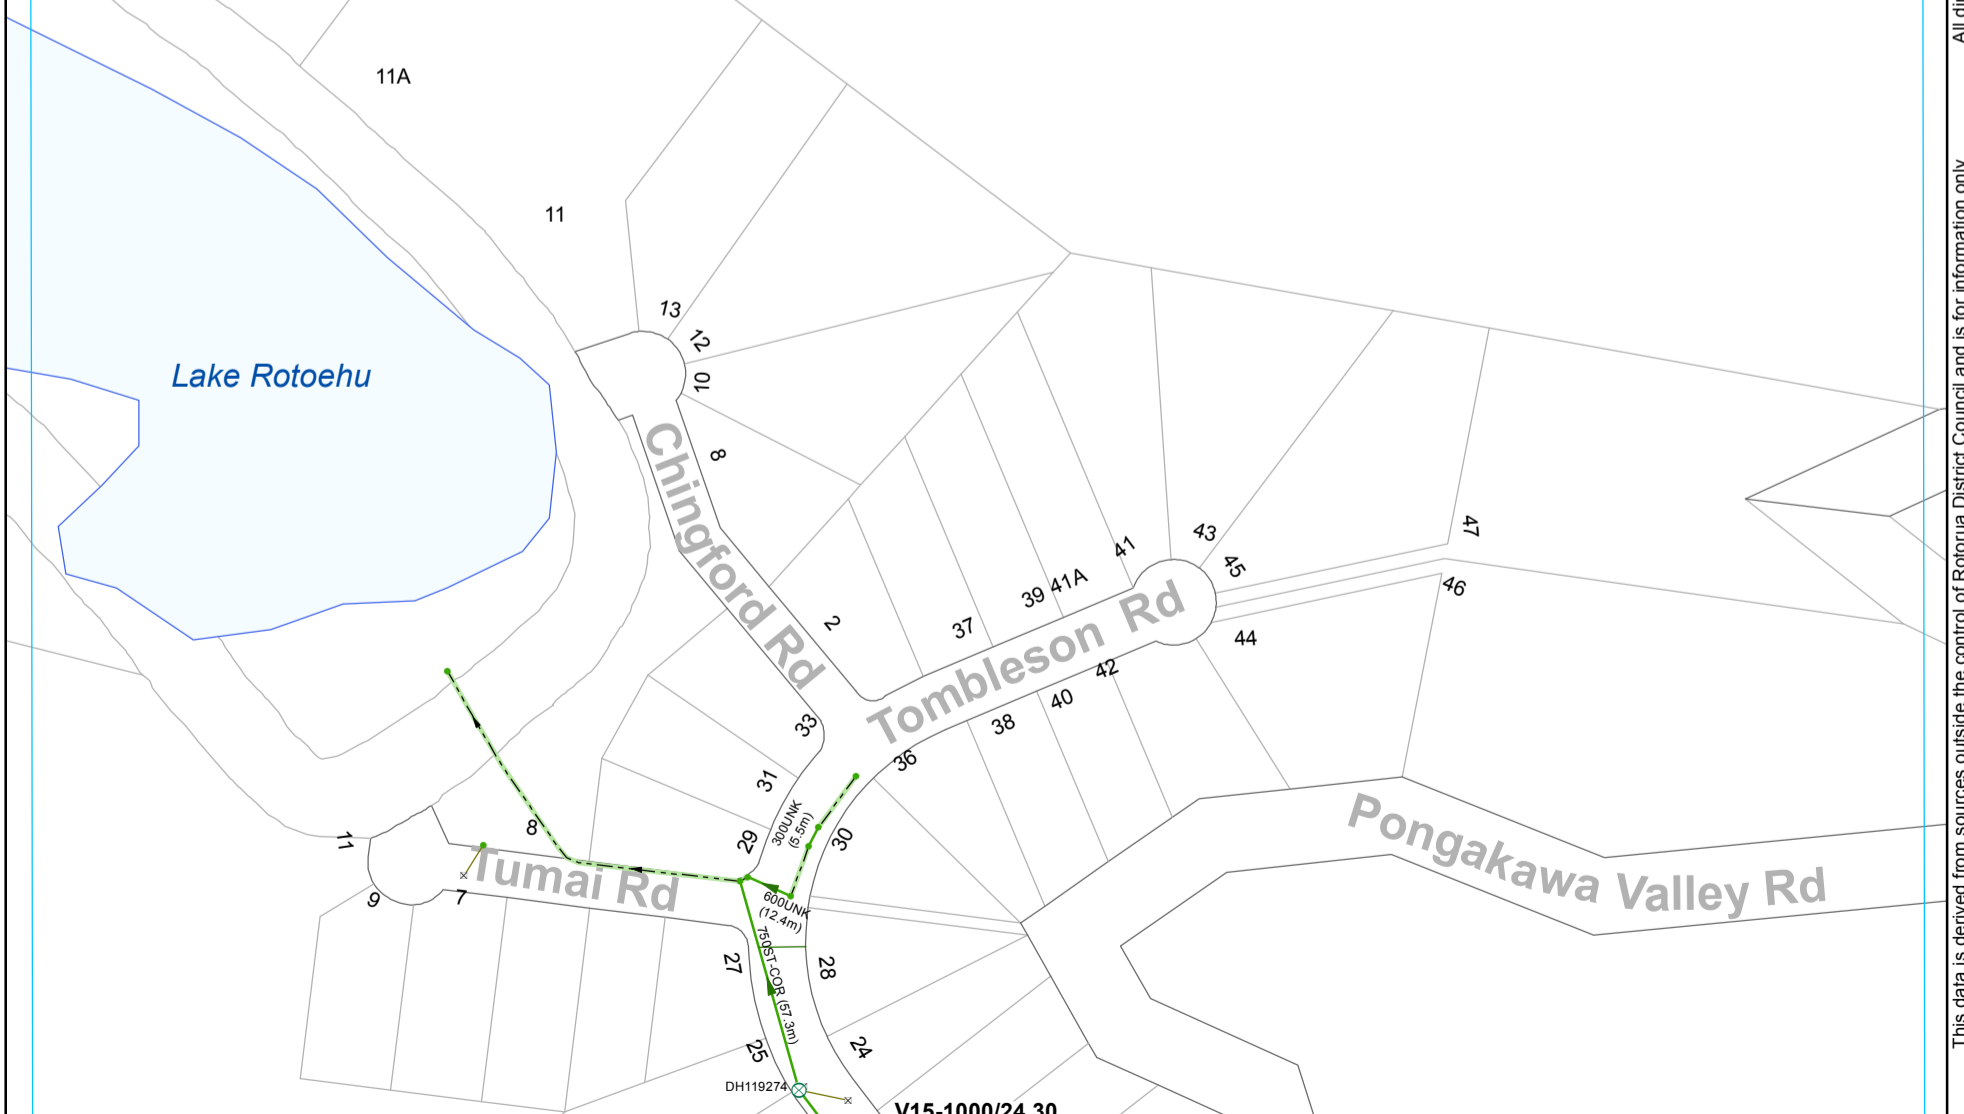 11A
11
13
12
10
8
Lake Rotoehu
Chingford Rd
2
37
39
41A
41
43
45
47
46
44
Tombleson Rd
42
40
38
36
33
31
29
300UNK
(5.5m)
30
8
11
Tumai Rd
9
7
600UNK
(12.4m)
Pongakawa Valley Rd
27
750ST-COR (57.3m)
28
25
24
DH119274
V15-1000/24,30
This data is derived from sources outside the control of Rotorua District Council and is for information only
All di